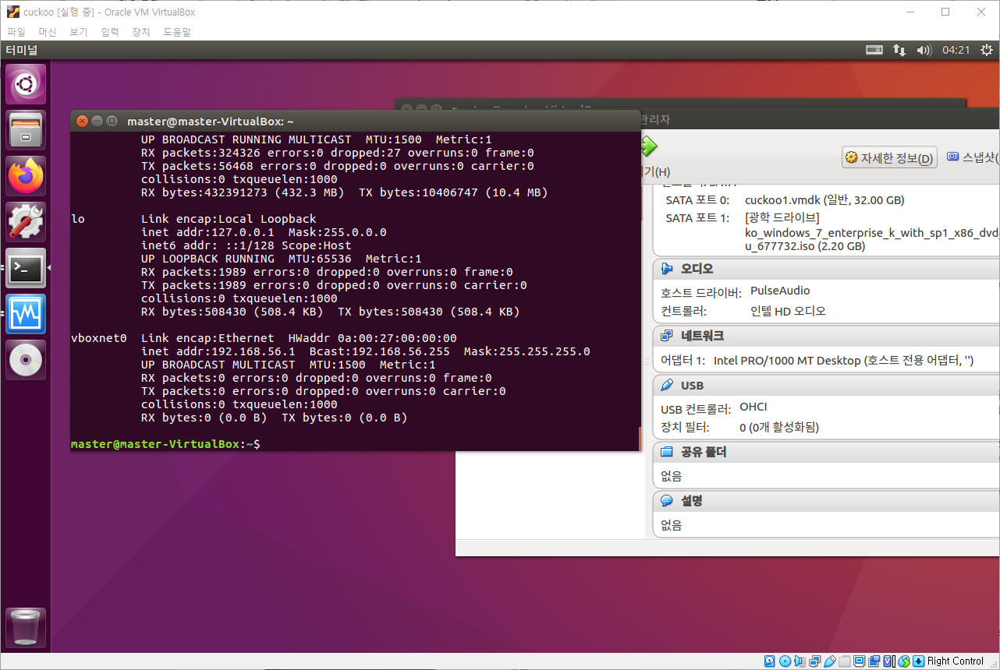 cuckoo [실행 중] - Oracle VM VirtualBox
파일 머신 보기 입력 장치 도움말
터미널 04:21
관리자
master@master-VirtualBox: ~
UP BROADCAST RUNNING MULTICAST  MTU:1500  Metric:1
RX packets:324326 errors:0 dropped:27 overruns:0 frame:0
TX packets:56468 errors:0 dropped:0 overruns:0 carrier:0
collisions:0 txqueuelen:1000
RX bytes:432391273 (432.3 MB)  TX bytes:10406747 (10.4 MB)
lo Link encap:Local Loopback
inet addr:127.0.0.1  Mask:255.0.0.0
inet6 addr: ::1/128 Scope:Host
UP LOOPBACK RUNNING  MTU:65536  Metric:1
RX packets:1989 errors:0 dropped:0 overruns:0 frame:0
TX packets:1989 errors:0 dropped:0 overruns:0 carrier:0
collisions:0 txqueuelen:1000
RX bytes:508430 (508.4 KB)  TX bytes:508430 (508.4 KB)
vboxnet0 Link encap:Ethernet  HWaddr 0a:00:27:00:00:00
inet addr:192.168.56.1  Bcast:192.168.56.255  Mask:255.255.255.0
UP BROADCAST MULTICAST  MTU:1500  Metric:1
RX packets:0 errors:0 dropped:0 overruns:0 frame:0
TX packets:0 errors:0 dropped:0 overruns:0 carrier:0
collisions:0 txqueuelen:1000
RX bytes:0 (0.0 B)  TX bytes:0 (0.0 B)
master@master-VirtualBox:~$
기(H)
자세한 정보(D) 스냅샷(
SATA 포트 0: cuckoo1.vmdk (일반, 32.00 GB)
SATA 포트 1: [광학 드라이브]
ko_windows_7_enterprise_k_with_sp1_x86_dvd_
u_677732.iso (2.20 GB)
오디오
호스트 드라이버: PulseAudio
컨트롤러: 인텔 HD 오디오
네트워크
어댑터 1: Intel PRO/1000 MT Desktop (호스트 전용 어댑터, '')
USB
USB 컨트롤러: OHCI
장치 필터: 0 (0개 활성화됨)
공유 폴더
없음
설명
없음
Right Control